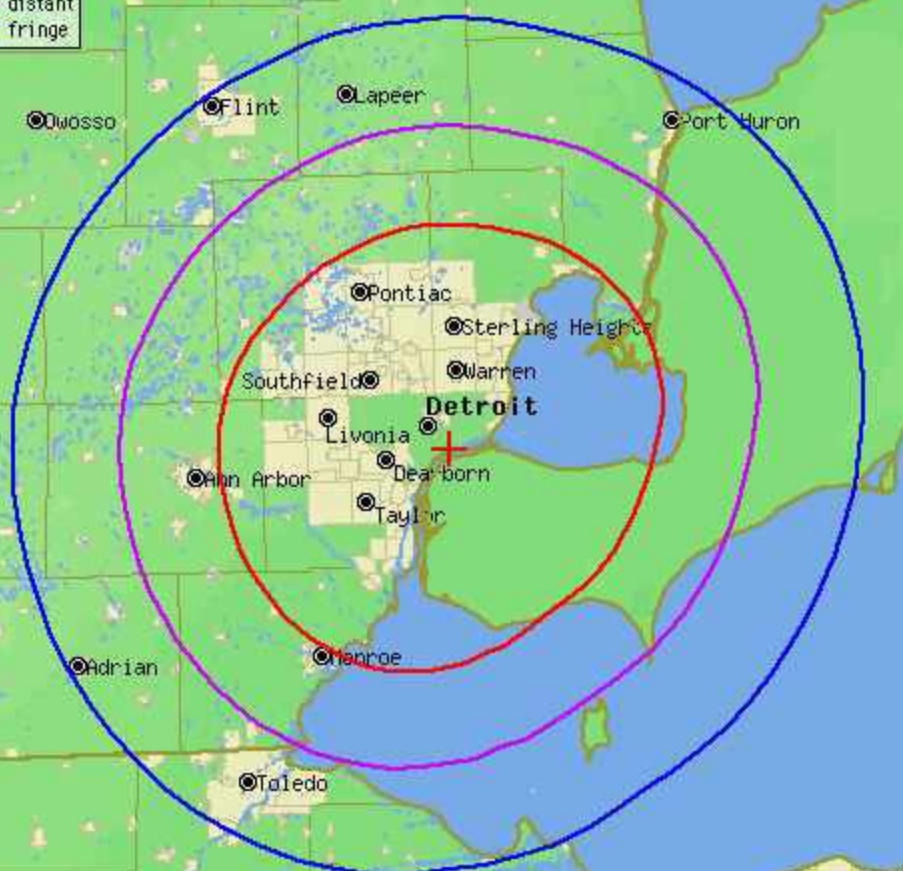 distant
fringe
Lapeer
Flint
Owosso
Port Huron
Pontiac
Sterling Heights
Warren
Southfield
Detroit
Livonia
Dearborn
Ann Arbor
Taylor
Monroe
Adrian
Toledo